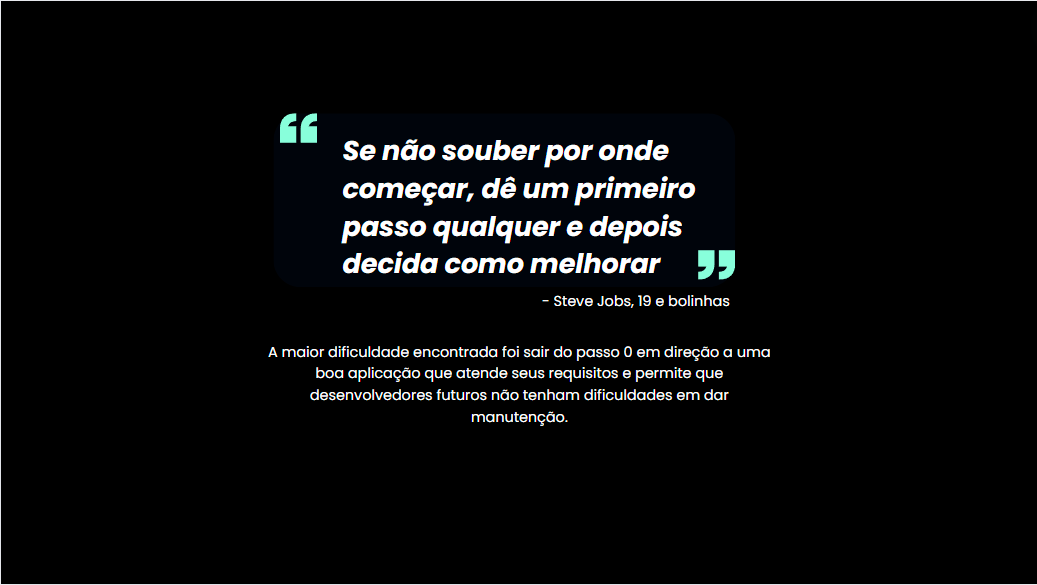 “
Se não souber por onde
começar, dê um primeiro
passo qualquer e depois
decida como melhorar ”
- Steve Jobs, 19 e bolinhas
A maior dificuldade encontrada foi sair do passo 0 em direção a uma
boa aplicação que atende seus requisitos e permite que
desenvolvedores futuros não tenham dificuldades em dar
manutenção.